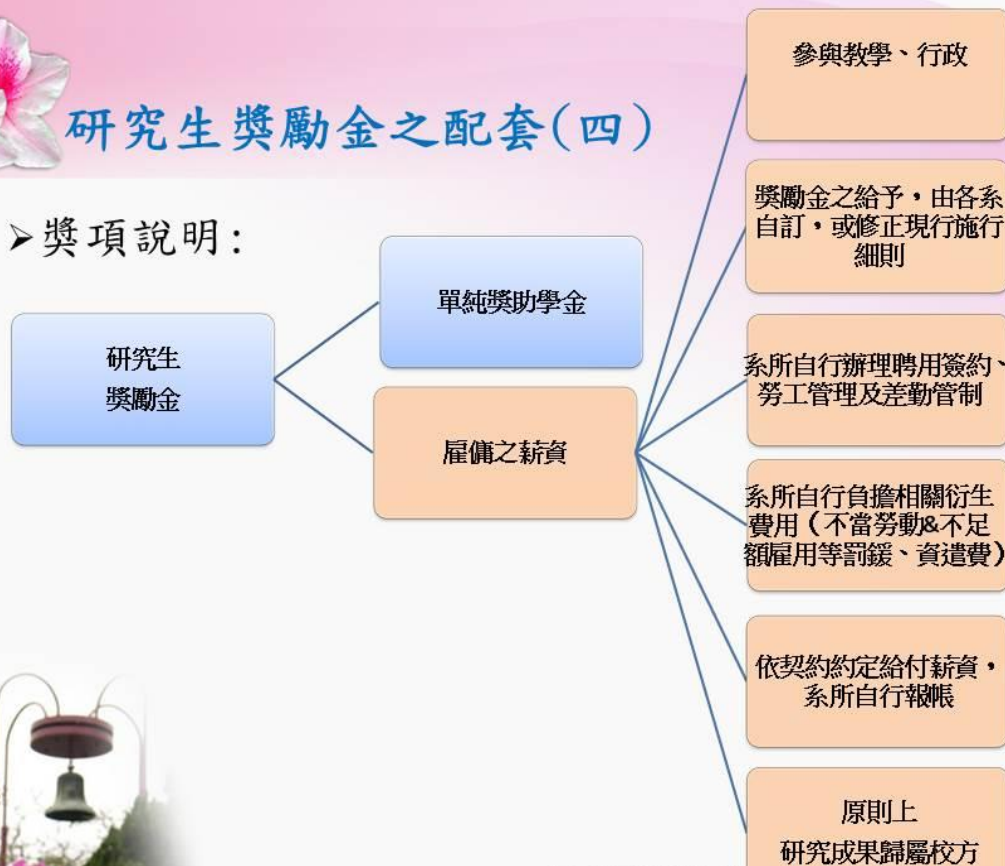 研究生獎勵金之配套(四)
➢獎項說明:
研究生
獎勵金
單純獎助學金
雇傭之薪資
參與教學、行政
獎勵金之給予,由各系
自訂,或修正現行施行
細則
系所自行辦理聘用簽約、
勞工管理及差勤管制
系所自行負擔相關衍生
費用(不當勞動&不足
額雇用等罰鍰、資遣費)
依契約約定給付薪資,
系所自行報帳
原則上
研究成果歸屬校方